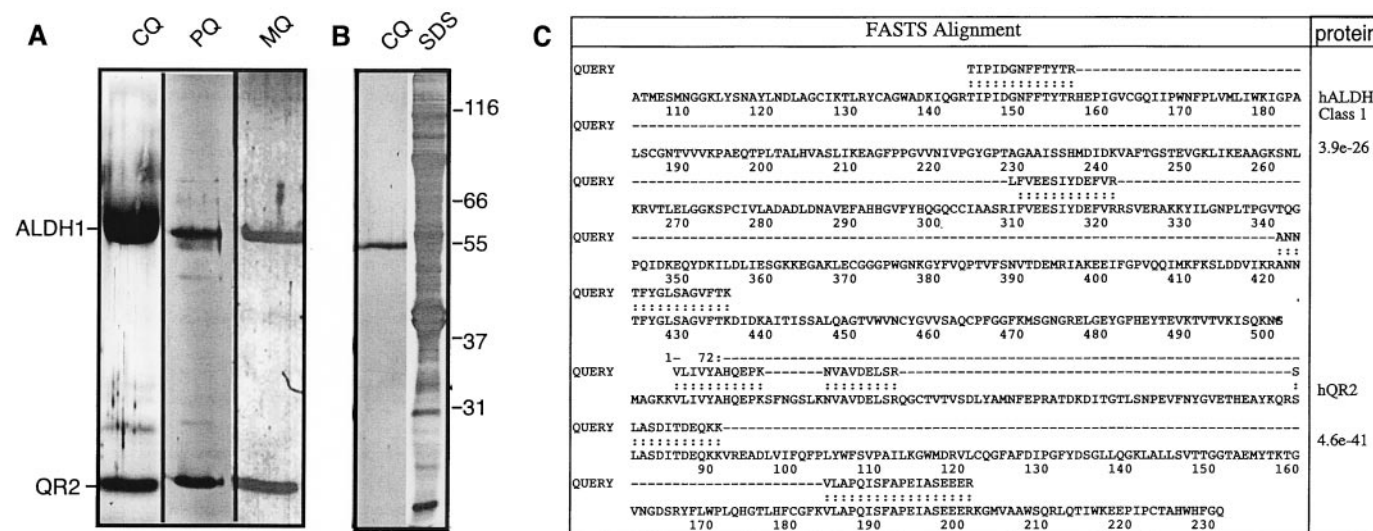 A
CQ PQ MQ
ALDH1
QR2
B
CQ SDS
-116
-66
-55
-37
-31
C
FASTS Alignment protein
QUERY TIPIDGNFFTYTR---------------------------
ATMESMNGGKLYSNAYLNDLAGCIKTLRYCAGWADKIQGRTIPIDGNFFTYTRHEPIGVCGQIIPWNFPLVMLIWKIGPA
110 120 130 140 150 160 170 180
hALDH
Class 1
QUERY --------------------------------------------------------------------------------
LSCGNTVVVKPAEQTPLTALHVASLIKEAGFPPGVVNIVPGYGPTAGAAISSHMDIDKVAFTGSTEVGKLIKEAAGKSNL
190 200 210 220 230 240 250 260
3.9e-26
QUERY ---------------------------------------------LFVEESIYDEFVR----------------------
KRVTLELGGKSPCIVLADADLDNAVEFAHHGVFYHQGQCCIAASRIFVEESIYDEFVRRSVERAKKYILGNPLTPGVTQG
270 280 290 300 310 320 330 340
QUERY -----------------------------------------------------------------------------ANN
PQIDKEQYDKILDLIESGKKEGAKLECGGGPWGNKGYFVQPTVFSNVTDEMRIAKEEIFGPVQQIMKFKSLDDVIKRANN
350 360 370 380 390 400 410 420
QUERY TFYGLSAGVFTK
TFYGLSAGVFTKDIDKAITISSALQAGTVWVNCYGVVSAQCPFGGFKMSGNGRELGEYGFHEYTEVKTVTVKISQKNS
430 440 450 460 470 480 490 500
1- 72:
QUERY VLIVYAHQEPK-------NVAVDELSR-----------------------------------------------S
MAGKKVLIVYAHQEPKSFNGSLKNVAVDELSRQGCTVTVSDLYAMNFEPRATDKDITGTLSNPEVFNYGVETHEAYKQRS
hQR2
QUERY LASDITDEQKK---------------------------------------------------------------------
LASDITDEQKKVREADLVIFQFPLYWFSVPAILKGWMDRVLCQGFAFDIPGFYDSGLLQGKLALLSVTTGGTAEMYTKTG
90 100 110 120 130 140 150 160
4.6e-41
QUERY -----------------------VLAPQISFAPEIASEEER
VNGDSRYFLWPLQHGTLHFCGFKVLAPQISFAPEIASEEERKGMVAAWSQRLQTIWKEEPIPCTAHWHFGQ
170 180 190 200 210 220 230